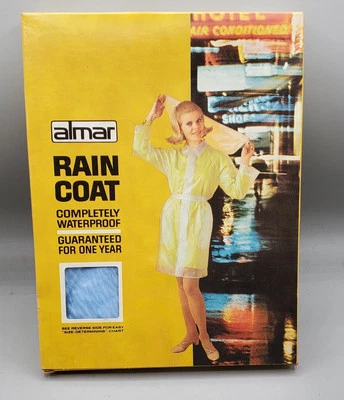 HOTEL
AIR CONDITIONED
SHOES
almar
RAIN
COAT
COMPLETELY
WATERPROOF
GUARANTEED
FOR ONE YEAR
SEE REVERSE SIDE FOR EASY
"SIZE-DETERMINING" CHART